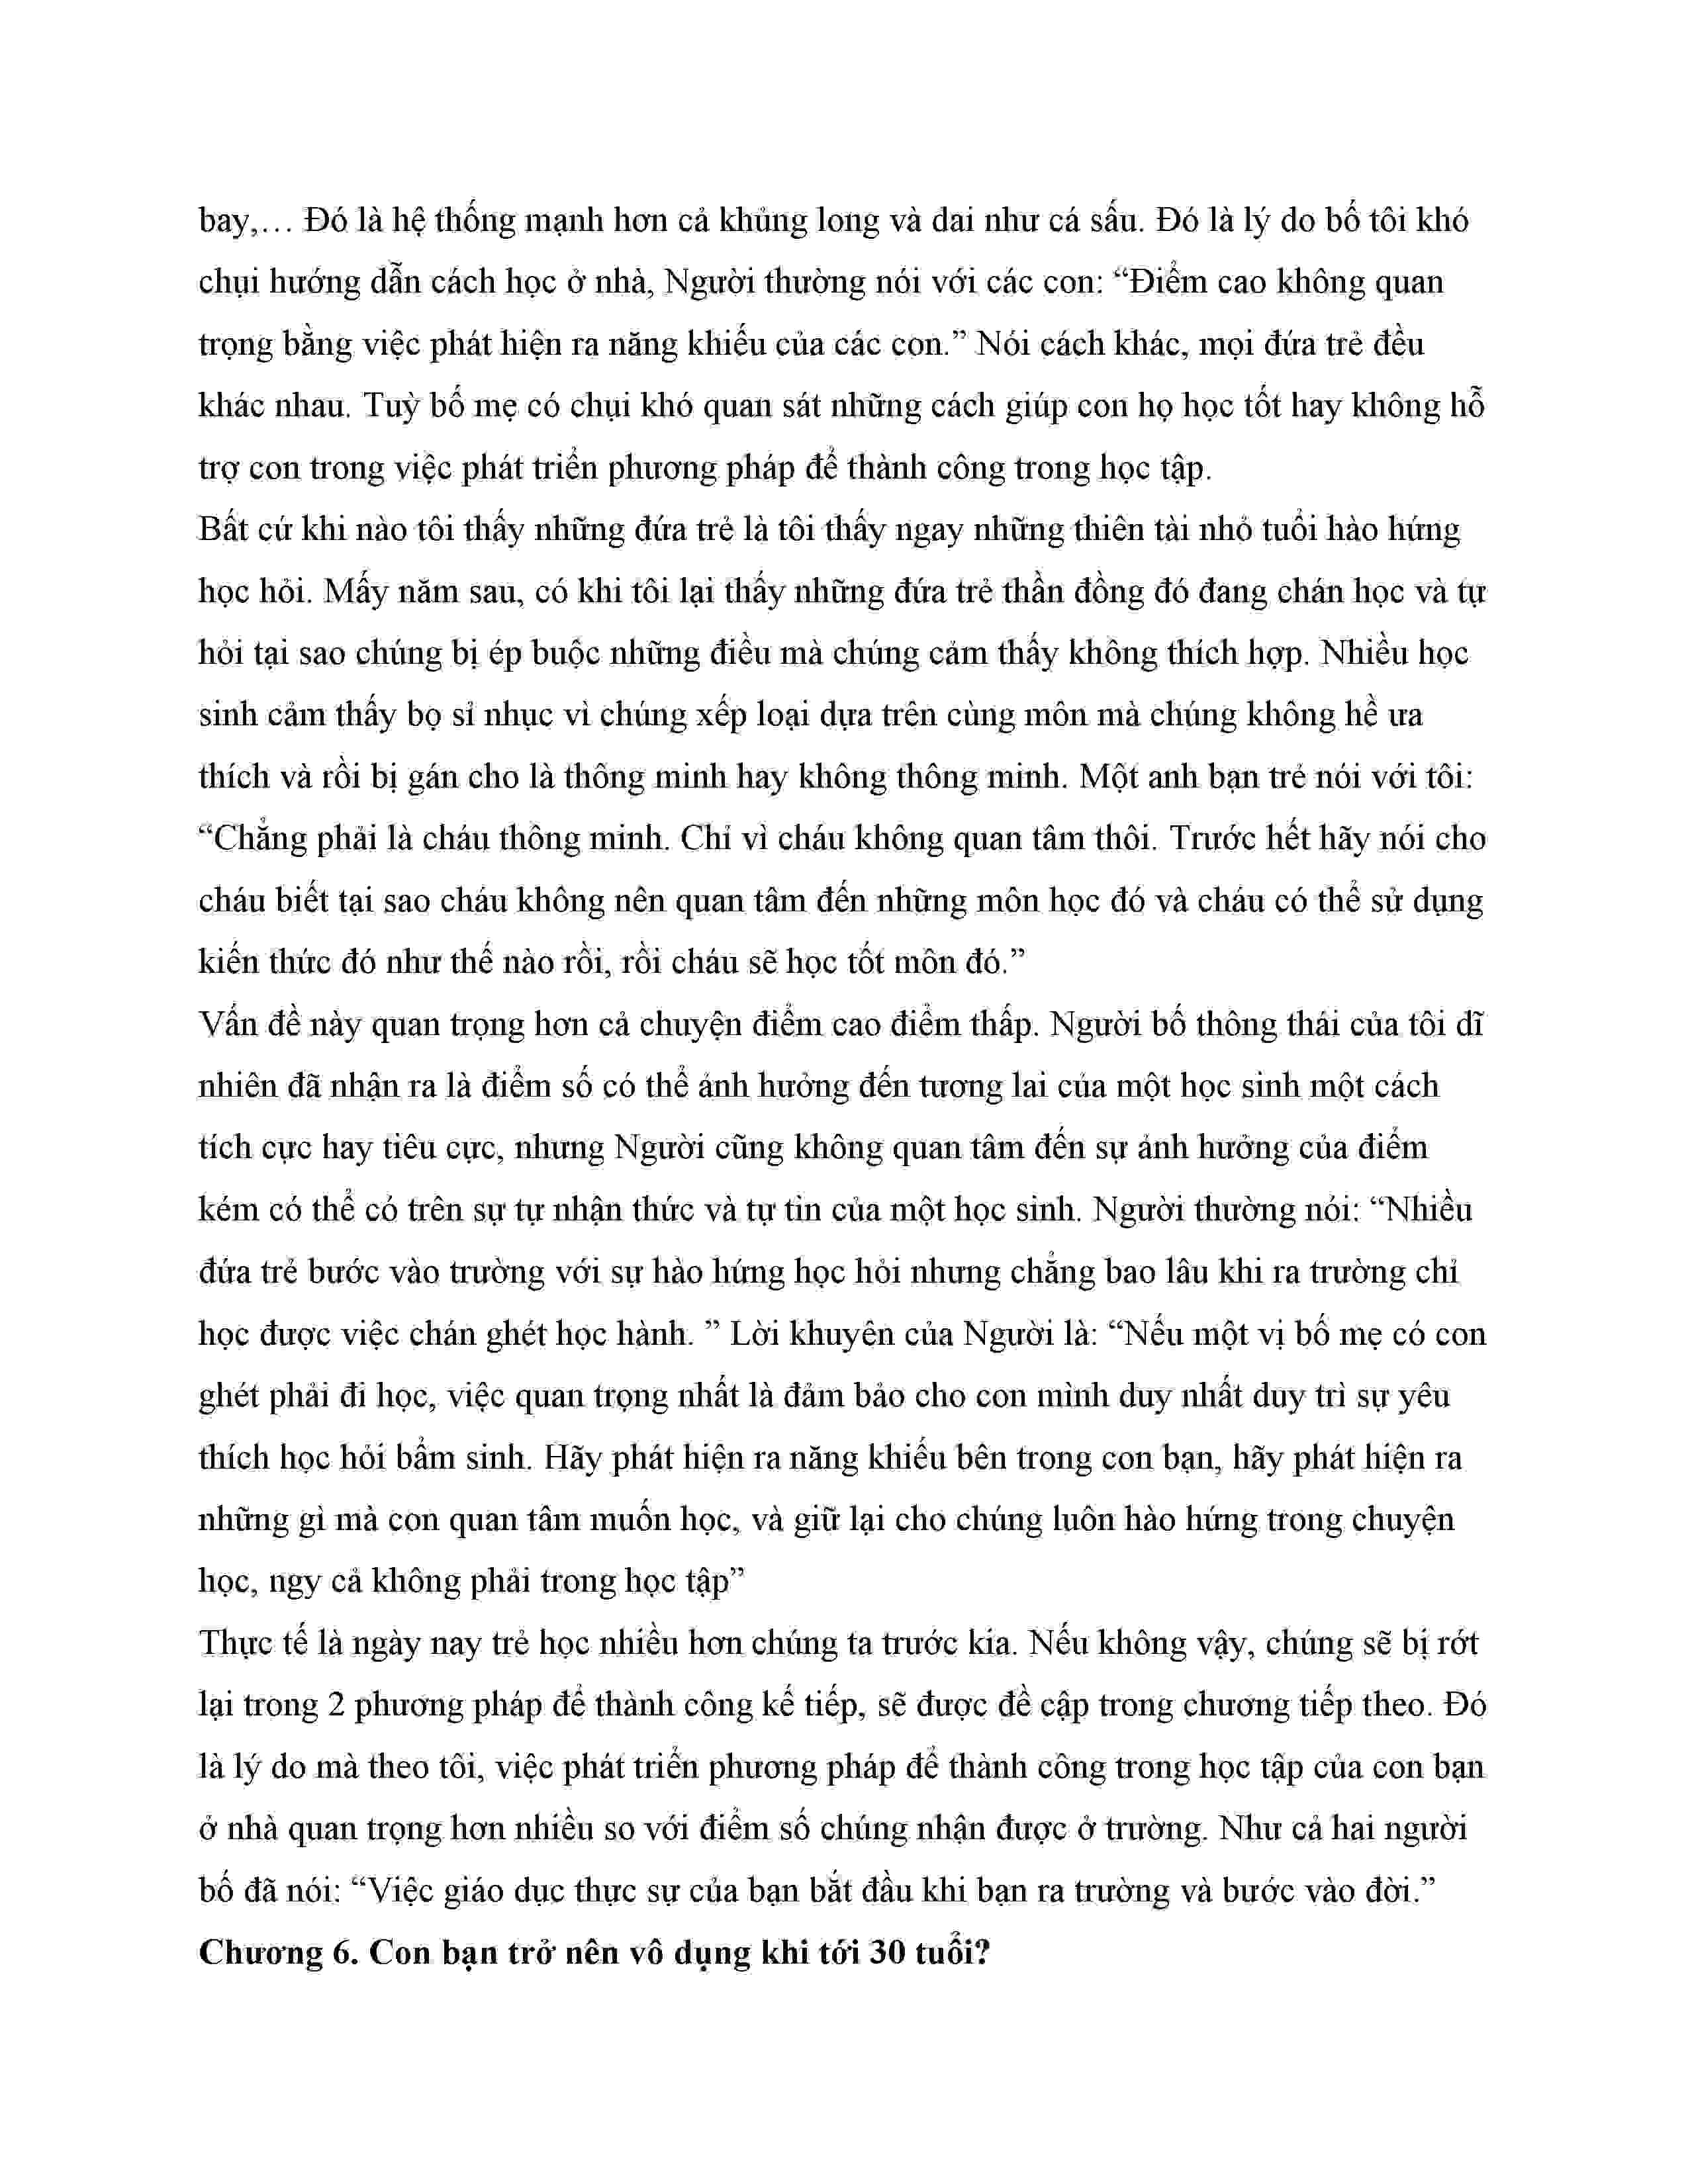 bay,… Đó là hệ thống mạnh hơn cả khủng long và dai như cá sấu. Đó là lý do bố tôi khó
chụi hướng dẫn cách học ở nhà, Người thường nói với các con: “Điểm cao không quan
trọng bằng việc phát hiện ra năng khiếu của các con.” Nói cách khác, mọi đứa trẻ đều
khác nhau. Tuỳ bố mẹ có chụi khó quan sát những cách giúp con họ học tốt hay không hỗ
trợ con trong việc phát triển phương pháp để thành công trong học tập.
Bất cứ khi nào tôi thấy những đứa trẻ là tôi thấy ngay những thiên tài nhỏ tuổi hào hứng
học hỏi. Mấy năm sau, có khi tôi lại thấy những đứa trẻ thần đồng đó đang chán học và tự
hỏi tại sao chúng bị ép buộc những điều mà chúng cảm thấy không thích hợp. Nhiều học
sinh cảm thấy bọ sỉ nhục vì chúng xếp loại dựa trên cùng môn mà chúng không hề ưa
thích và rồi bị gán cho là thông minh hay không thông minh. Một anh bạn trẻ nói với tôi:
“Chẳng phải là cháu thông minh. Chỉ vì cháu không quan tâm thôi. Trước hết hãy nói cho
cháu biết tại sao cháu không nên quan tâm đến những môn học đó và cháu có thể sử dụng
kiến thức đó như thế nào rồi, rồi cháu sẽ học tốt môn đó.”
Vấn đề này quan trọng hơn cả chuyện điểm cao điểm thấp. Người bố thông thái của tôi dĩ
nhiên đã nhận ra là điểm số có thể ảnh hưởng đến tương lai của một học sinh một cách
tích cực hay tiêu cực, nhưng Người cũng không quan tâm đến sự ảnh hưởng của điểm
kém có thể có trên sự tự nhận thức và tự tin của một học sinh. Người thường nói: “Nhiều
đứa trẻ bước vào trường với sự hào hứng học hỏi nhưng chẳng bao lâu khi ra trường chỉ
học được việc chán ghét học hành. ” Lời khuyên của Người là: “Nếu một vị bố mẹ có con
ghét phải đi học, việc quan trọng nhất là đảm bảo cho con mình duy nhất duy trì sự yêu
thích học hỏi bẩm sinh. Hãy phát hiện ra năng khiếu bên trong con bạn, hãy phát hiện ra
những gì mà con quan tâm muốn học, và giữ lại cho chúng luôn hào hứng trong chuyện
học, ngy cả không phải trong học tập”
Thực tế là ngày nay trẻ học nhiều hơn chúng ta trước kia. Nếu không vậy, chúng sẽ bị rớt
lại trong 2 phương pháp để thành công kế tiếp, sẽ được đề cập trong chương tiếp theo. Đó
là lý do mà theo tôi, việc phát triển phương pháp để thành công trong học tập của con bạn
ở nhà quan trọng hơn nhiều so với điểm số chúng nhận được ở trường. Như cả hai người
bố đã nói: “Việc giáo dục thực sự của bạn bắt đầu khi bạn ra trường và bước vào đời.”
Chương 6. Con bạn trở nên vô dụng khi tới 30 tuổi?